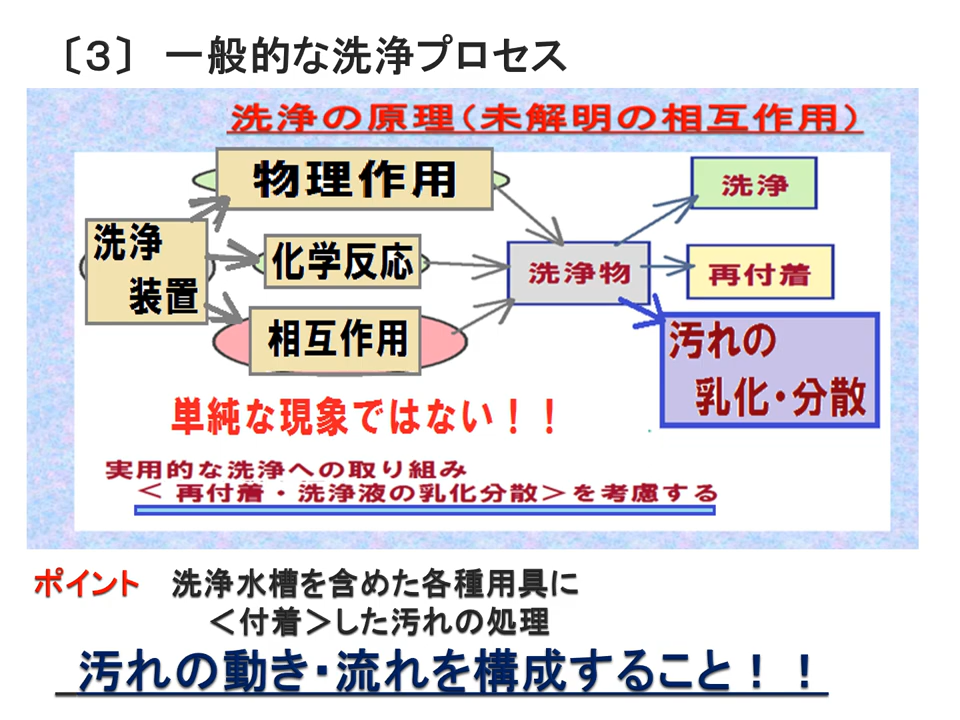 〔３〕 一般的な洗浄プロセス
洗浄の原理（未解明の相互作用）
物理作用
洗浄
洗浄
装置
化学反応
洗浄物
再付着
相互作用
汚れの
乳化・分散
単純な現象ではない！！
実用的な洗浄への取り組み
＜ 再付着・洗浄液の乳化分散＞を考慮する
ポイント 洗浄水槽を含めた各種用具に
＜付着＞した汚れの処理
汚れの動き・流れを構成すること！！